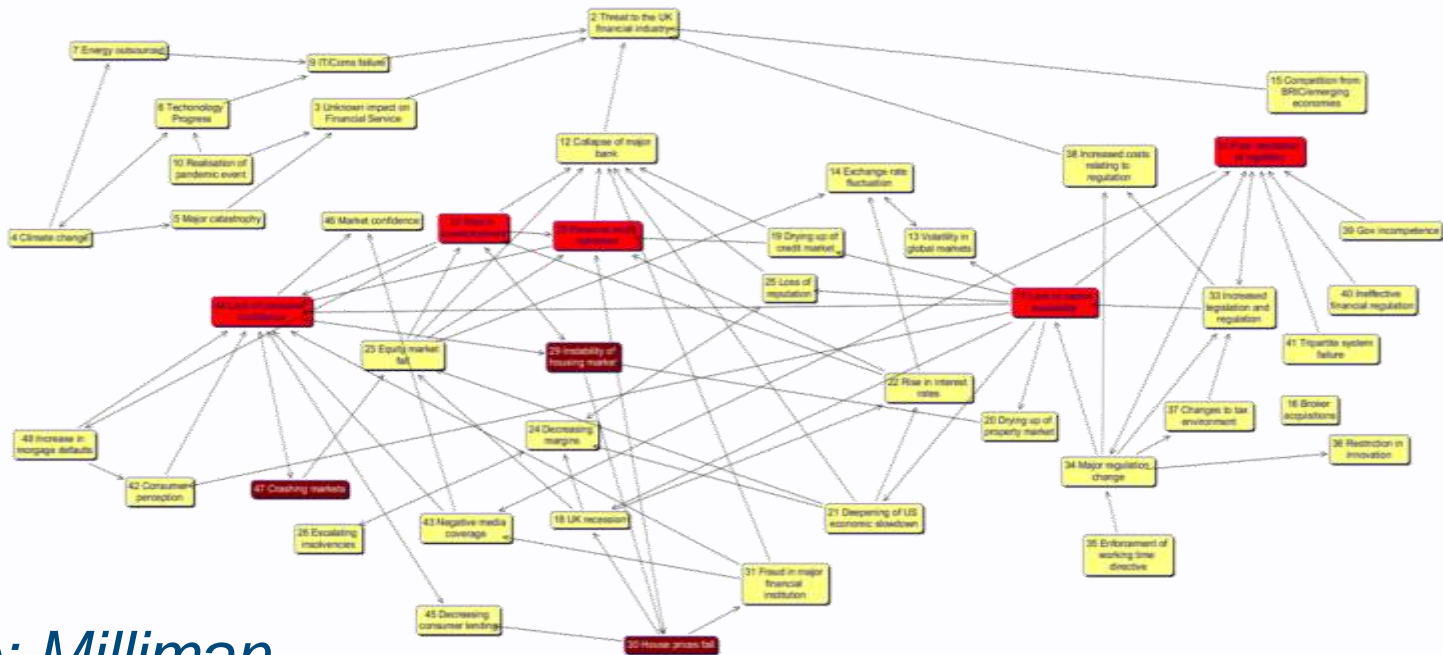 2 Threat to the UK
financial industry
7 Energy outsourced
9 IT/Coms failure
15 Competition from
BRIC/emerging
economies
6 Techonology
Progress
3 Unknown impact on
Financial Service
12 Collapse of major
bank
38 Increased costs
relating to
regulation
10 Realisation of
pandemic event
14 Exchange rate
fluctuation
5 Major catastrophy
46 Market confidence
4 Climate change
19 Drying up of
credit market
13 Volatility in
global markets
39 Gov incompetence
25 Loss of
reputation
33 Increased
legislation and
regulation
40 Ineffective
financial regulation
41 Tripartite system
failure
25 Equity market
fall
29 Instability of
housing market
22 Rise in interest
rates
16 Broker
acquisitions
37 Changes to tax
environment
20 Drying up of
property market
24 Decreasing
margins
36 Restriction in
innovation
Increase in
morgage defaults
34 Major regulation
change
42 Consumer
perception
47 Crashing markets
43 Negative media
coverage
18 UK recession
21 Deepening of US
economic slowdown
Escalating
insolvencies
35 Enforcement of
working time
directive
31 Fraud in major
financial
institution
45 Decreasing
consumer lending
30 House prices fall
: Milliman